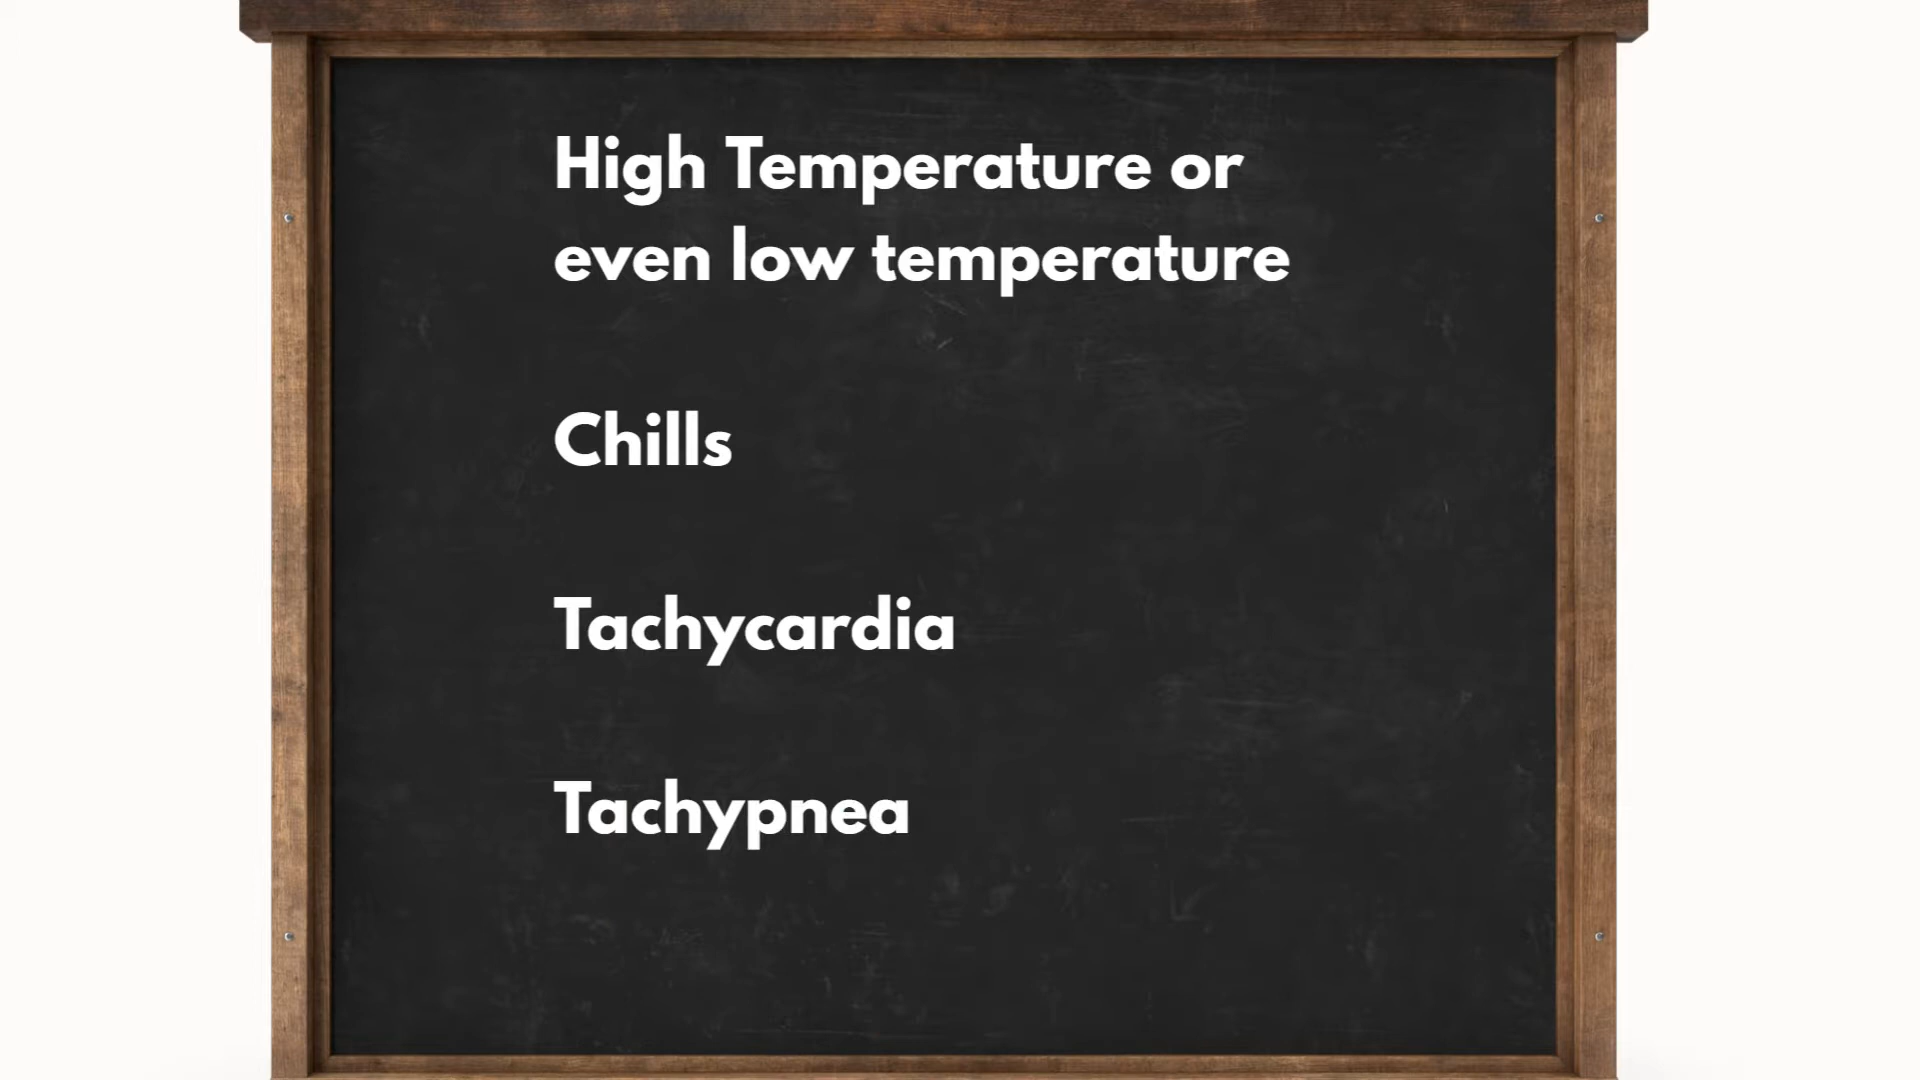 High Temperature or
even low temperature
Chills
Tachycardia
Tachypnea